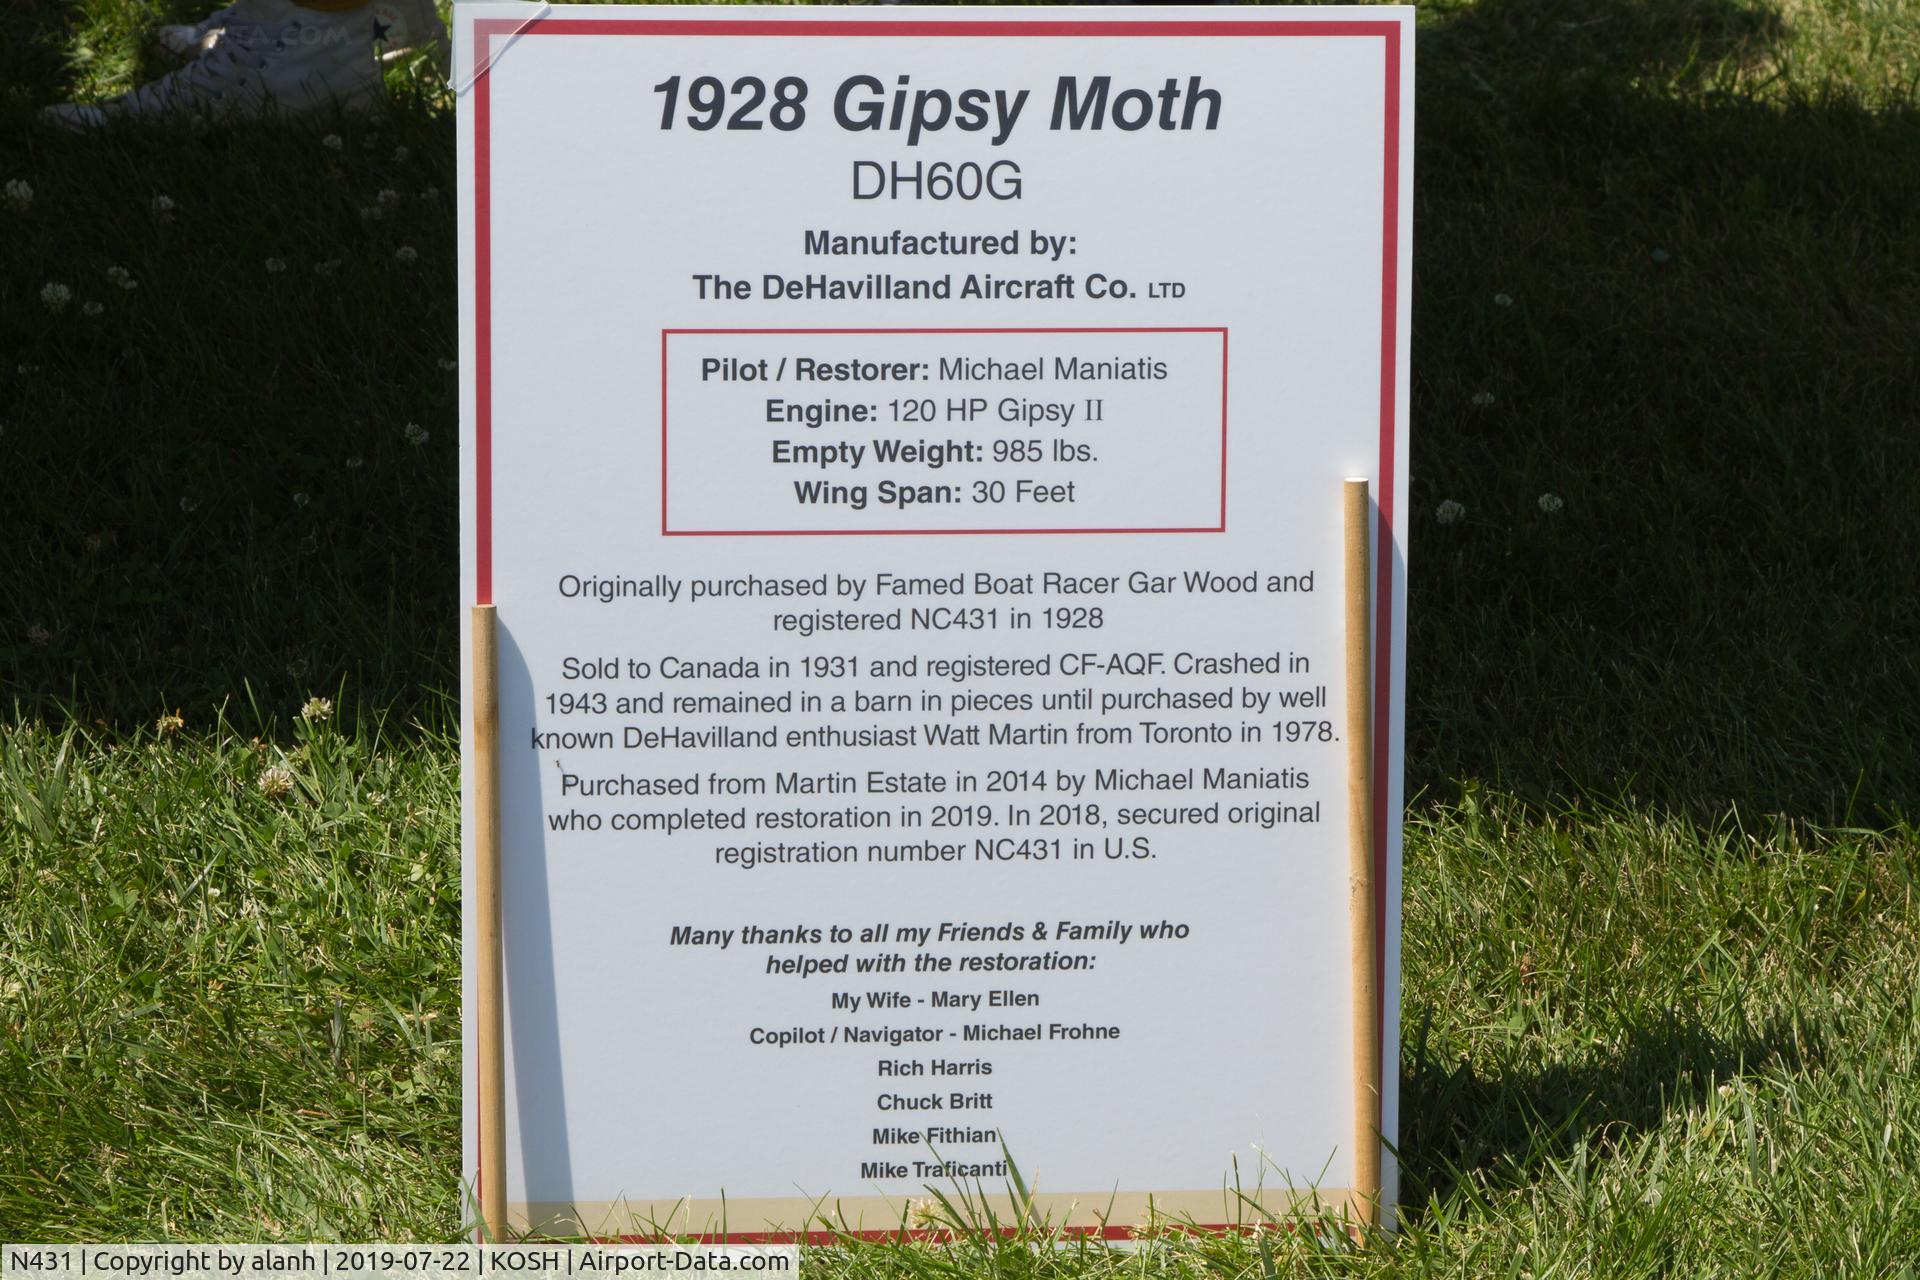 1928 Gipsy Moth
DH60G
Manufactured by:
The DeHavilland Aircraft Co. LTD
Pilot / Restorer: Michael Maniatis
Engine: 120 HP Gipsy II
Empty Weight: 985 lbs.
Wing Span: 30 Feet
Originally purchased by Famed Boat Racer Gar Wood and
registered NC431 in 1928
Sold to Canada in 1931 and registered CF-AQF. Crashed in
1943 and remained in a barn in pieces until purchased by well
known DeHavilland enthusiast Watt Martin from Toronto in 1978.
Purchased from Martin Estate in 2014 by Michael Maniatis
who completed restoration in 2019. In 2018, secured original
registration number NC431 in U.S.
Many thanks to all my Friends & Family who
helped with the restoration:
My Wife - Mary Ellen
Copilot / Navigator - Michael Frohne
Rich Harris
Chuck Britt
Mike Fithian
Mike Traficanti
N431 | Copyright by alanh | 2019-07-22 | KOSH | Airport-Data.com